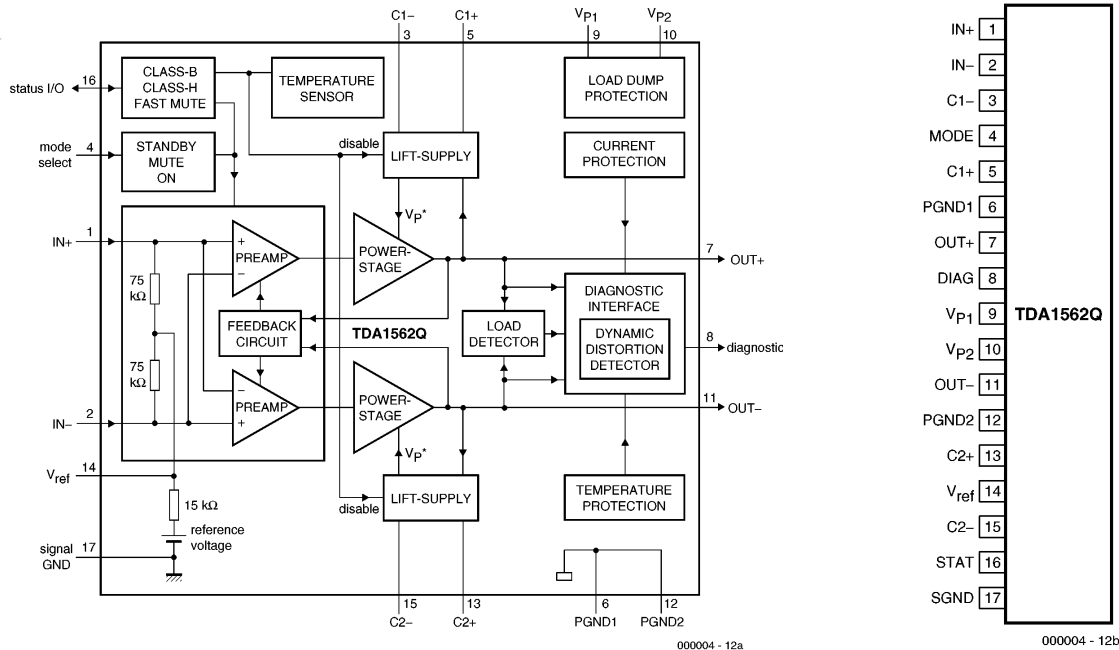 C1− C1+ VP1 VP2
3 5 9 10
status I/O 16
CLASS-B
CLASS-H
FAST MUTE
TEMPERATURE
SENSOR
LOAD DUMP
PROTECTION
mode
select
4
STANDBY
MUTE
ON
disable
LIFT-SUPPLY
CURRENT
PROTECTION
VP*
IN+ 1
+
−
PREAMP
POWER-
STAGE
7
OUT+
75
kΩ
FEEDBACK
CIRCUIT
TDA1562Q
LOAD
DETECTOR
DIAGNOSTIC
INTERFACE
DYNAMIC
DISTORTION
DETECTOR
8
diagnostic
75
kΩ
−
+
PREAMP
POWER-
STAGE
11
OUT−
IN− 2
VP*
Vref 14
LIFT-SUPPLY
disable
TEMPERATURE
PROTECTION
15 kΩ
reference
voltage
signal
GND
17
15 13 6 12
C2− C2+ PGND1 PGND2
000004 - 12a
IN+ 1
IN− 2
C1− 3
MODE 4
C1+ 5
PGND1 6
OUT+ 7
DIAG 8
VP1 9
TDA1562Q
VP2 10
OUT− 11
PGND2 12
C2+ 13
Vref 14
C2− 15
STAT 16
SGND 17
000004 - 12b